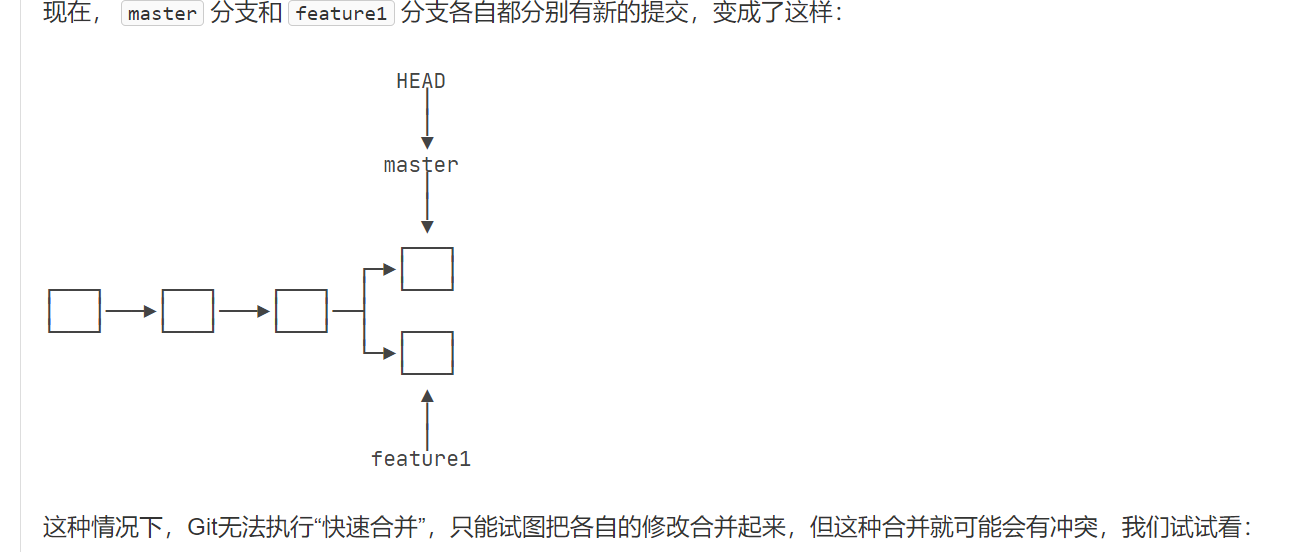 现在， master 分支和 feature1 分支各自都分别有新的提交，变成了这样：
HEAD
master
feature1
这种情况下，Git无法执行“快速合并”，只能试图把各自的修改合并起来，但这种合并就可能会有冲突，我们试试看：